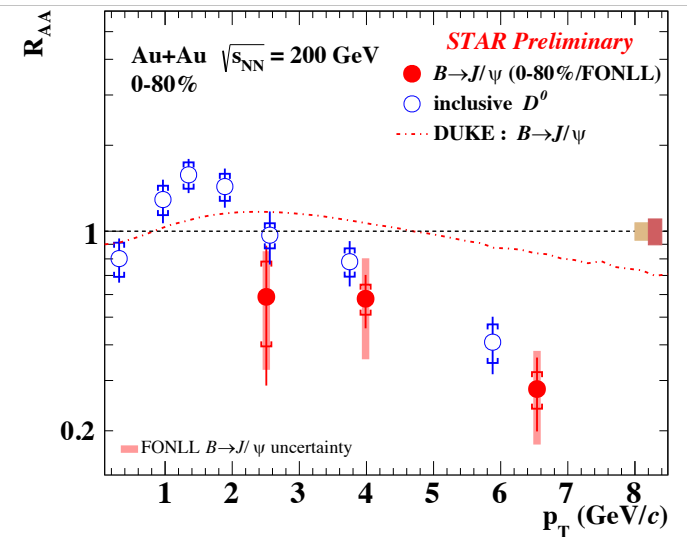 R_AA
Au+Au √s_NN = 200 GeV
0-80%
STAR Preliminary
B→J/ψ (0-80%/FONLL)
inclusive D⁰
DUKE : B→J/ψ
1
0.2
FONLL B→J/ψ uncertainty
1 2 3 4 5 6 7 8
p_T (GeV/c)